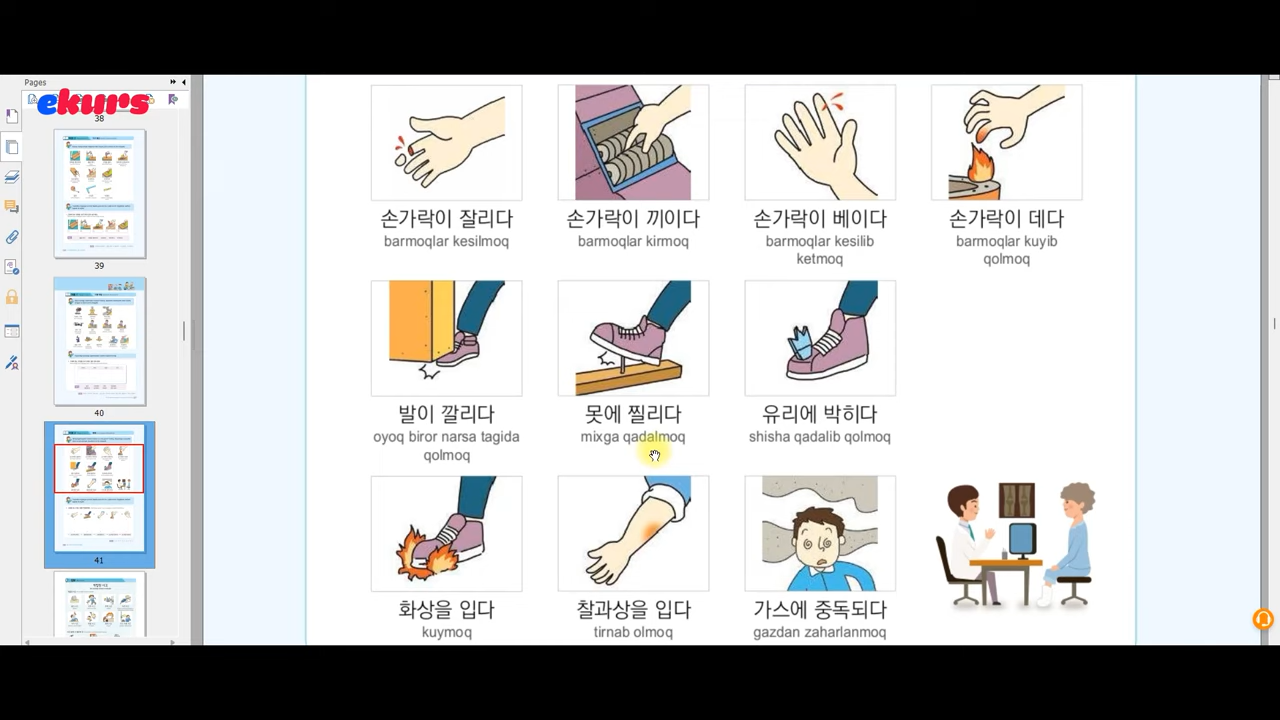 Pages
ekurs
38
39
40
41
손가락이 잘리다
barmoqlar kesilmoq
손가락이 끼이다
barmoqlar kirmoq
손가락이 베이다
barmoqlar kesilib
ketmoq
손가락이 데다
barmoqlar kuyib
qolmoq
발이 깔리다
oyoq biror narsa tagida
qolmoq
못에 찔리다
mixga qadalmoq
유리에 박히다
shisha qadalib qolmoq
화상을 입다
kuymoq
찰과상을 입다
tirnab olmoq
가스에 중독되다
gazdan zaharlanmoq